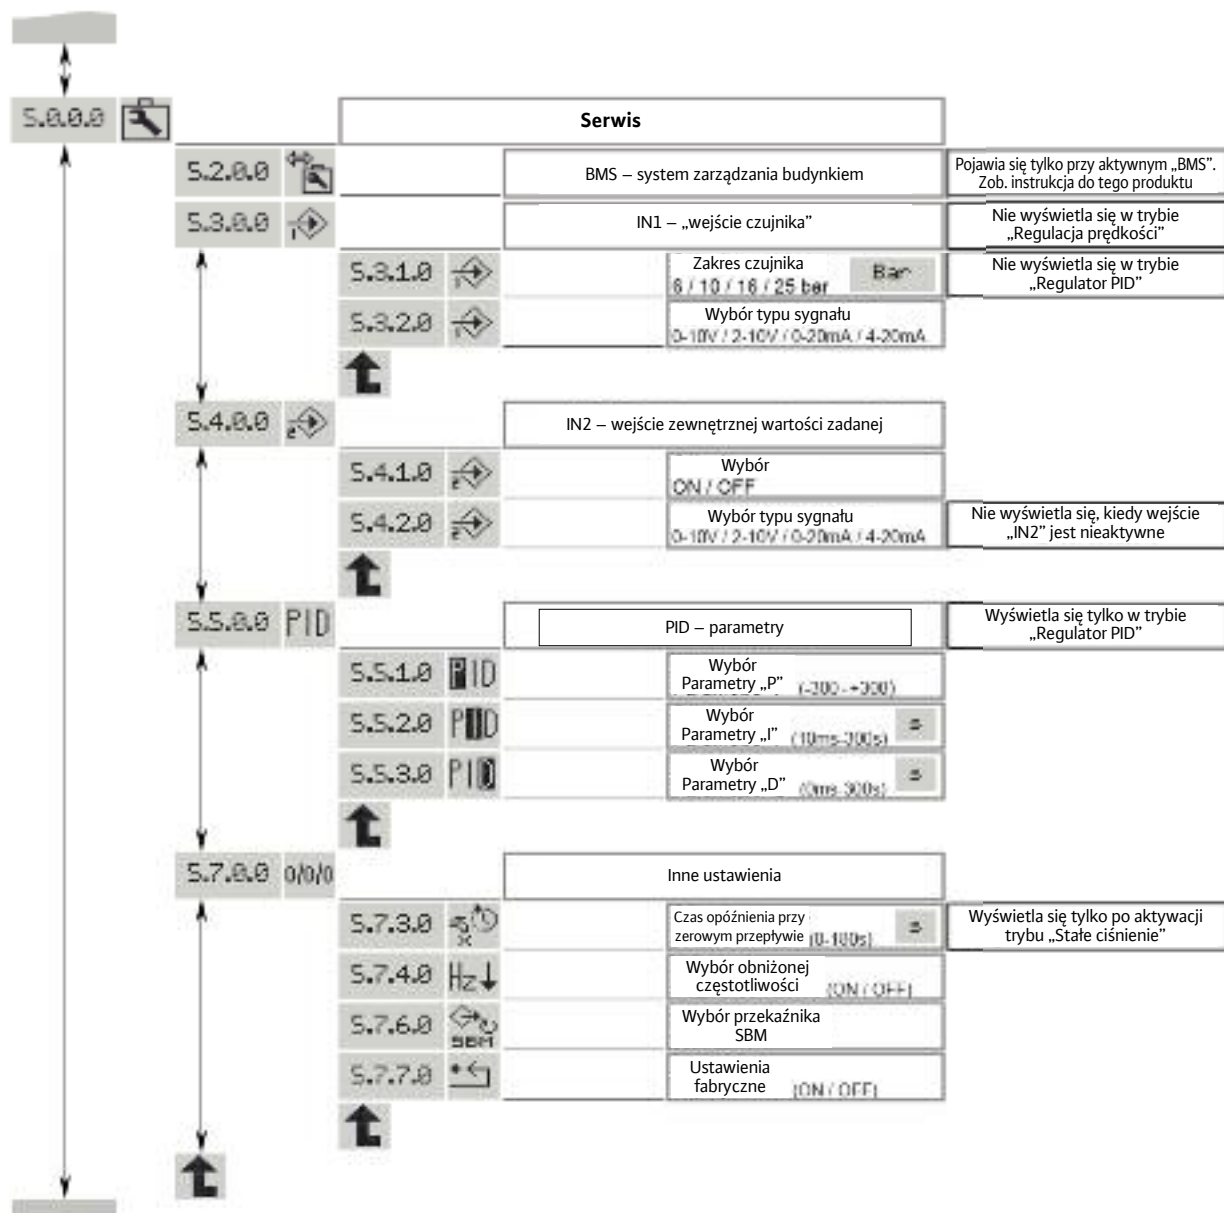 5.0.0.0
Serwis
5.2.0.0
BMS – system zarządzania budynkiem
Pojawia się tylko przy aktywnym „BMS”.
Zob. instrukcja do tego produktu
5.3.0.0
1
IN1 – „wejście czujnika”
Nie wyświetla się w trybie
„Regulacja prędkości”
5.3.1.0
1
Zakres czujnika
6 / 10 / 16 / 25 bar
Bar
Nie wyświetla się w trybie
„Regulator PID”
5.3.2.0
1
Wybór typu sygnału
0-10V / 2-10V / 0-20mA / 4-20mA
5.4.0.0
2
IN2 – wejście zewnętrznej wartości zadanej
5.4.1.0
2
Wybór
ON / OFF
5.4.2.0
2
Wybór typu sygnału
0-10V / 2-10V / 0-20mA / 4-20mA
Nie wyświetla się, kiedy wejście
„IN2” jest nieaktywne
5.5.0.0
PID
PID – parametry
Wyświetla się tylko w trybie
„Regulator PID”
5.5.1.0
PID
Wybór
Parametry „P” (-300 - +300)
5.5.2.0
PID
Wybór
Parametry „I” (10ms-300s)
s
5.5.3.0
PID
Wybór
Parametry „D” (0ms-300s)
s
5.7.0.0
0/0/0
Inne ustawienia
5.7.3.0
Czas opóźnienia przy
zerowym przepływie (0-180s)
s
Wyświetla się tylko po aktywacji
trybu „Stałe ciśnienie”
5.7.4.0
Hz
Wybór obniżonej
częstotliwości (ON / OFF)
5.7.6.0
SBM
Wybór przekaźnika
SBM
5.7.7.0
Ustawienia
fabryczne (ON / OFF)